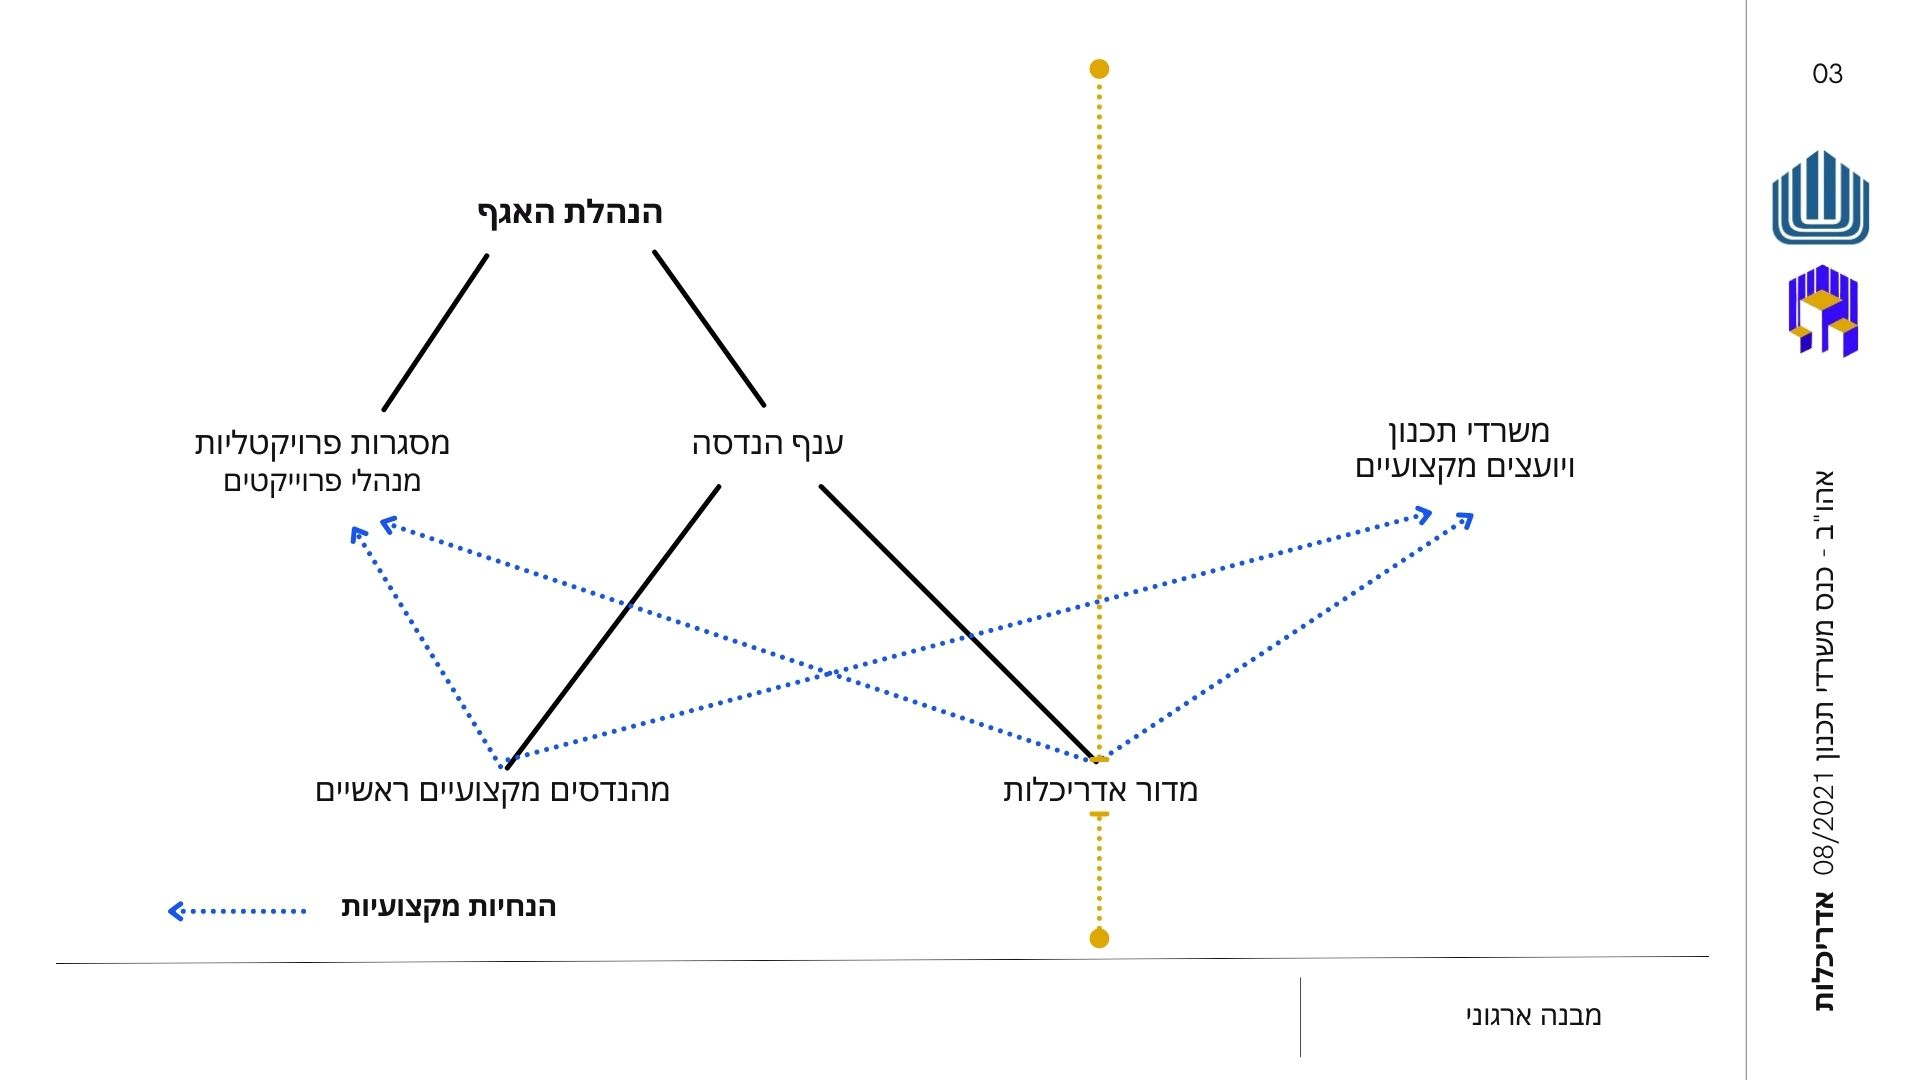 03
הנהלת האגף
משרדי תכנון
ויועצים מקצועיים
ענף הנדסה
מסגרות פרויקטליות
מנהלי פרוייקטים
מדור אדריכלות
מהנדסים מקצועיים ראשיים
הנחיות מקצועיות
מבנה ארגוני
אדריכלות 08/2021 אהו"ב - כנס משרדי תכנון